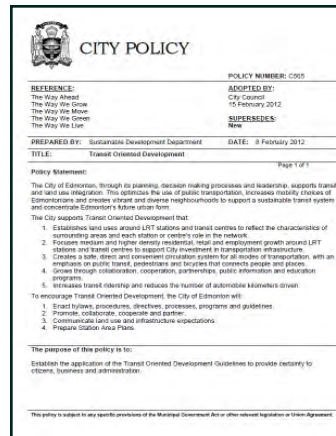 CITY POLICY
POLICY NUMBER: C565
REFERENCE:
The Way Ahead
The Way We Grow
The Way We Move
The Way We Green
The Way We Live
ADOPTED BY:
City Council
15 February 2012
SUPERSEDES:
New
PREPARED BY: Sustainable Development Department
DATE: 8 February 2012
TITLE: Transit Oriented Development
Page 1 of 1
Policy Statement:
The City of Edmonton, through its planning, decision making processes and leadership, supports transit
and land use integration. This optimizes the use of public transportation, increases mobility choices of
Edmontonians and creates vibrant and diverse neighbourhoods to support a sustainable transit system
and concentrate Edmonton's future urban form.
The City supports Transit Oriented Development that:
1. Establishes land uses around LRT stations and transit centres to reflect the characteristics of
surrounding areas and each station or centre's role in the network.
2. Focuses medium and higher density residential, retail and employment growth around LRT
stations and transit centres to support City investment in transportation infrastructure.
3. Creates a safe, direct and convenient circulation system for all modes of transportation, with an
emphasis on public transit, pedestrians and bicycles that connects people and places.
4. Grows through collaboration, cooperation, partnerships, public information and education
programs.
5. Increases transit ridership and reduces the number of automobile kilometers driven.
To encourage Transit Oriented Development, the City of Edmonton will:
1. Enact bylaws, procedures, directives, processes, programs and guidelines.
2. Promote, collaborate, cooperate and partner.
3. Communicate land use and infrastructure expectations.
4. Prepare Station Area Plans.
The purpose of this policy is to:
Establish the application of the Transit Oriented Development Guidelines to provide certainty to
citizens, business and administration.
This policy is subject to any specific provisions of the Municipal Government Act or other relevant legislation or Union Agreement.